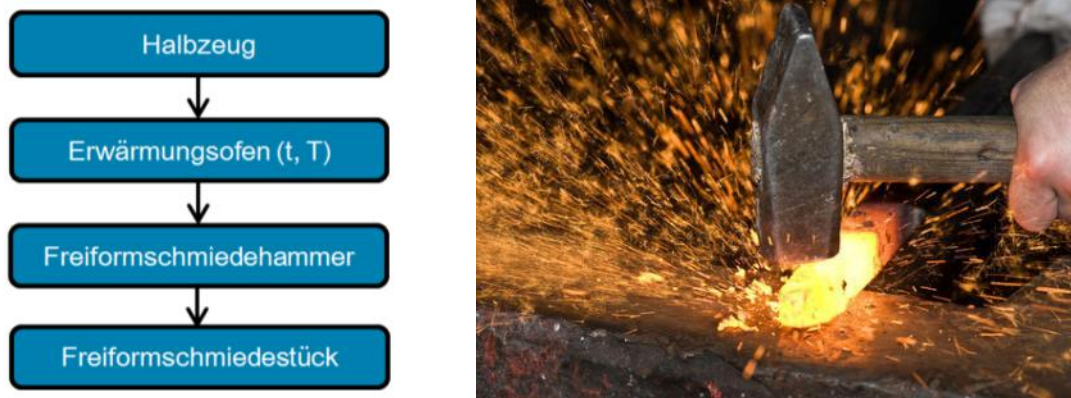 Halbzeug
Erwärmungsofen (t, T)
Freiformschmiedehammer
Freiformschmiedestück